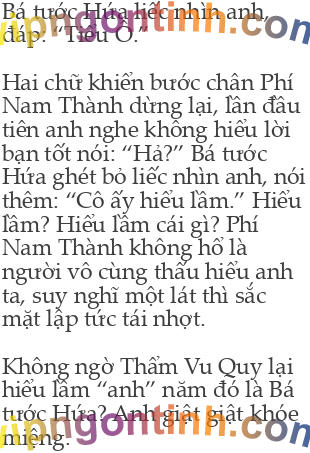 Bá tước Hứa liếc nhìn anh,
đáp: “Tiểu Ô.”
Hai chữ khiến bước chân Phí
Nam Thành dừng lại, lần đầu
tiên anh nghe không hiểu lời
bạn tốt nói: “Hả?” Bá tước
Hứa ghét bỏ liếc nhìn anh, nói
thêm: “Cô ấy hiểu lầm.” Hiểu
lầm? Hiểu lầm cái gì? Phí
Nam Thành không hổ là
người vô cùng thấu hiểu anh
ta, suy nghĩ một lát thì sắc
mặt lập tức tái nhợt.
Không ngờ Thẩm Vu Quy lại
hiểu lầm “anh” năm đó là Bá
tước Hứa? Anh giật giật khóe
miệng.
vupngontinh.com
vupngontinh.com